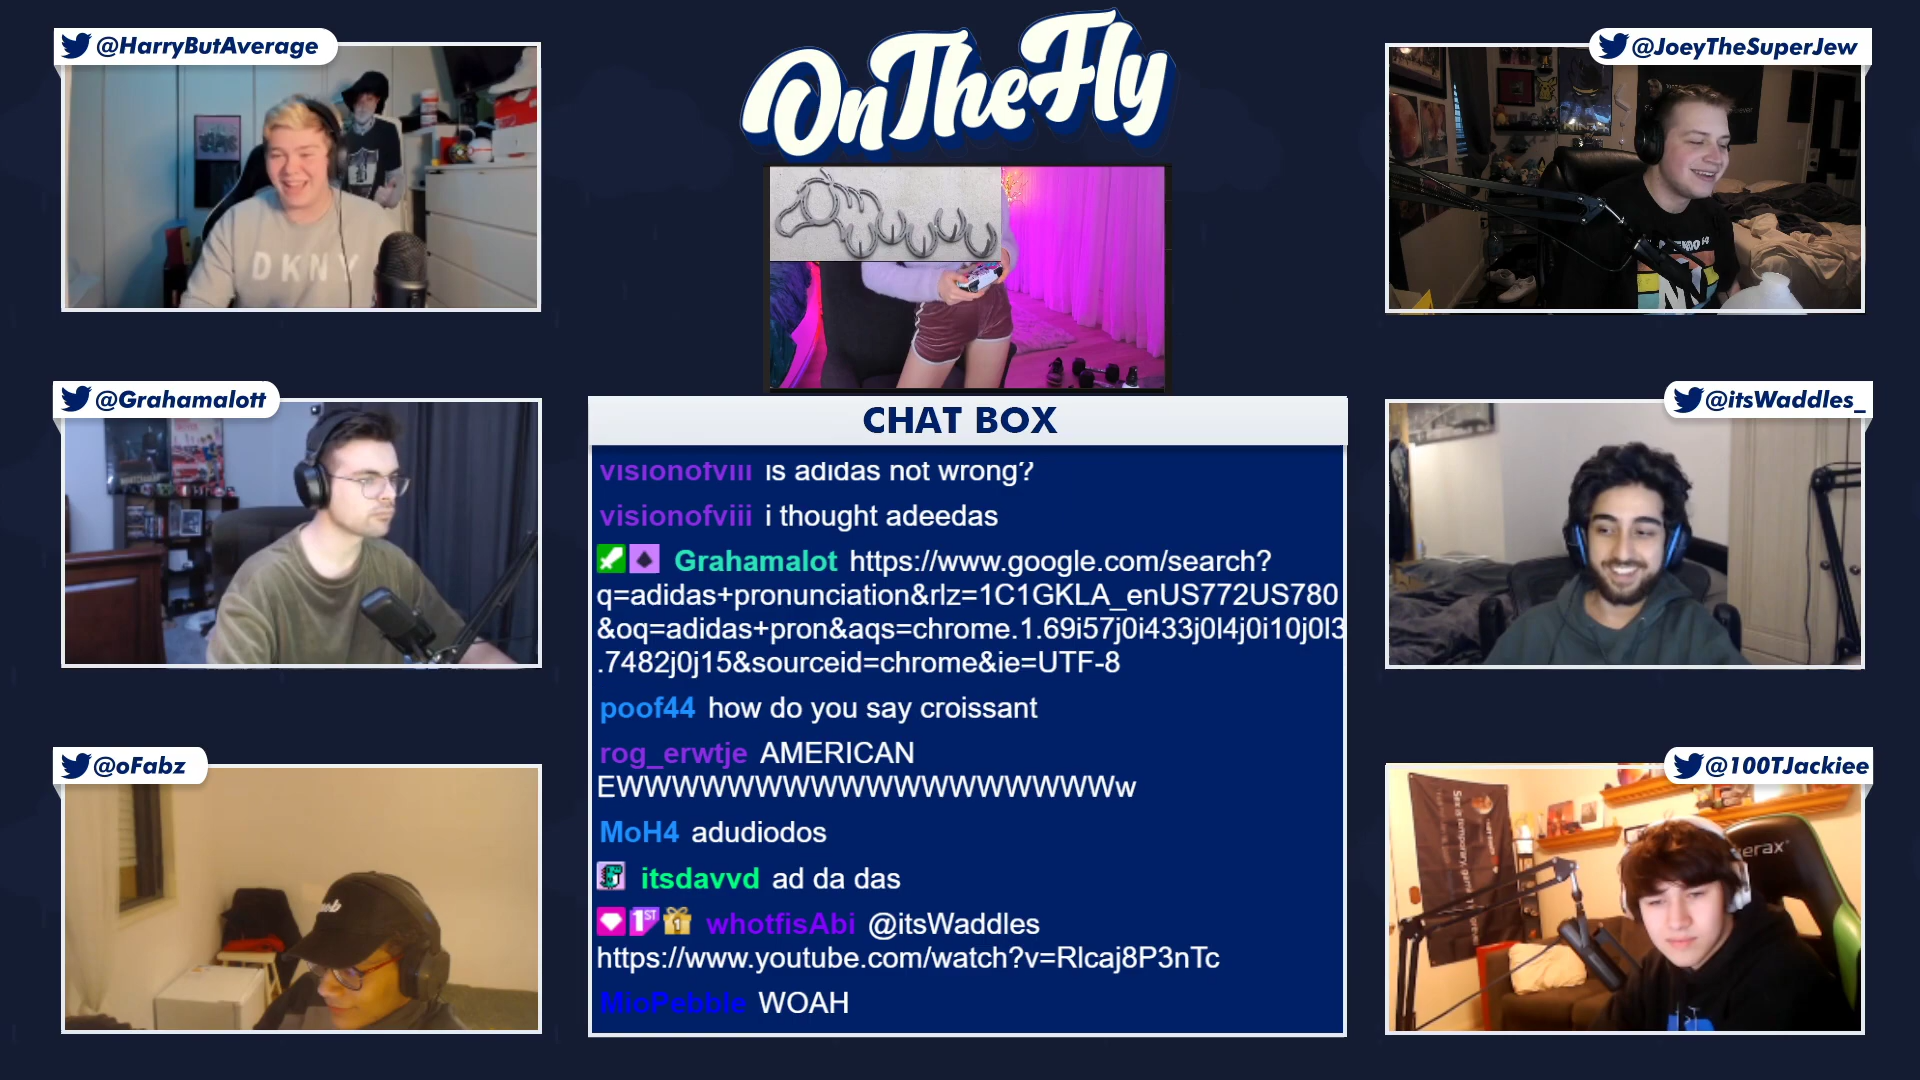 @HarryButAverage
OnTheFly
@JoeyTheSuperJew
DKNY
@Grahamalott
@itsWaddles_
CHAT BOX
visionofviii is adidas not wrong?
visionofviii i thought adeedas
Grahamalot https://www.google.com/search?
q=adidas+pronunciation&rlz=1C1GKLA_enUS772US780
&oq=adidas+pron&aqs=chrome.1.69i57j0i433j0l4j0i10j0l3
.7482j0j15&sourceid=chrome&ie=UTF-8
poof44 how do you say croissant
rog_erwtje AMERICAN
EWWWWWWWWWWWWWWWWWWw
MoH4 adudiodos
itsdavvd ad da das
1ST 1 whotfisAbi @itsWaddles
https://www.youtube.com/watch?v=Rlcaj8P3nTc
MioPebble WOAH
@oFabz
@100TJackiee